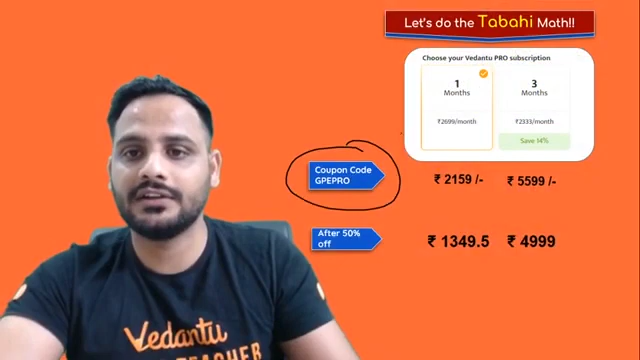 Let's do the Tabahi Math!!
Choose your Vedantu PRO subscription
1
Months
₹2699/month
3
Months
₹2333/month
Save 14%
Coupon Code
GPEPRO
₹ 2159 /-
₹ 5599 /-
After 50%
off
₹ 1349.5
₹ 4999
Vedantu
TEACHER